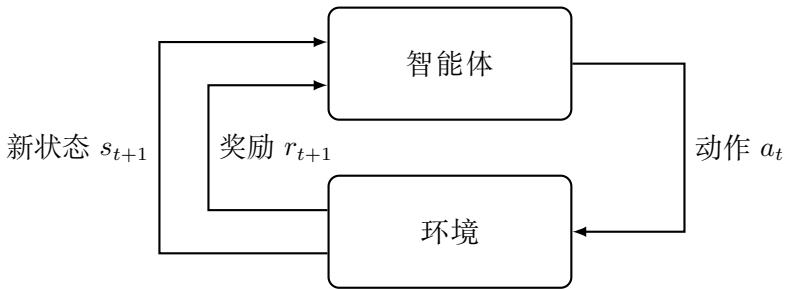 智能体
新状态 $s_{t+1}$
奖励 $r_{t+1}$
动作 $a_t$
环境